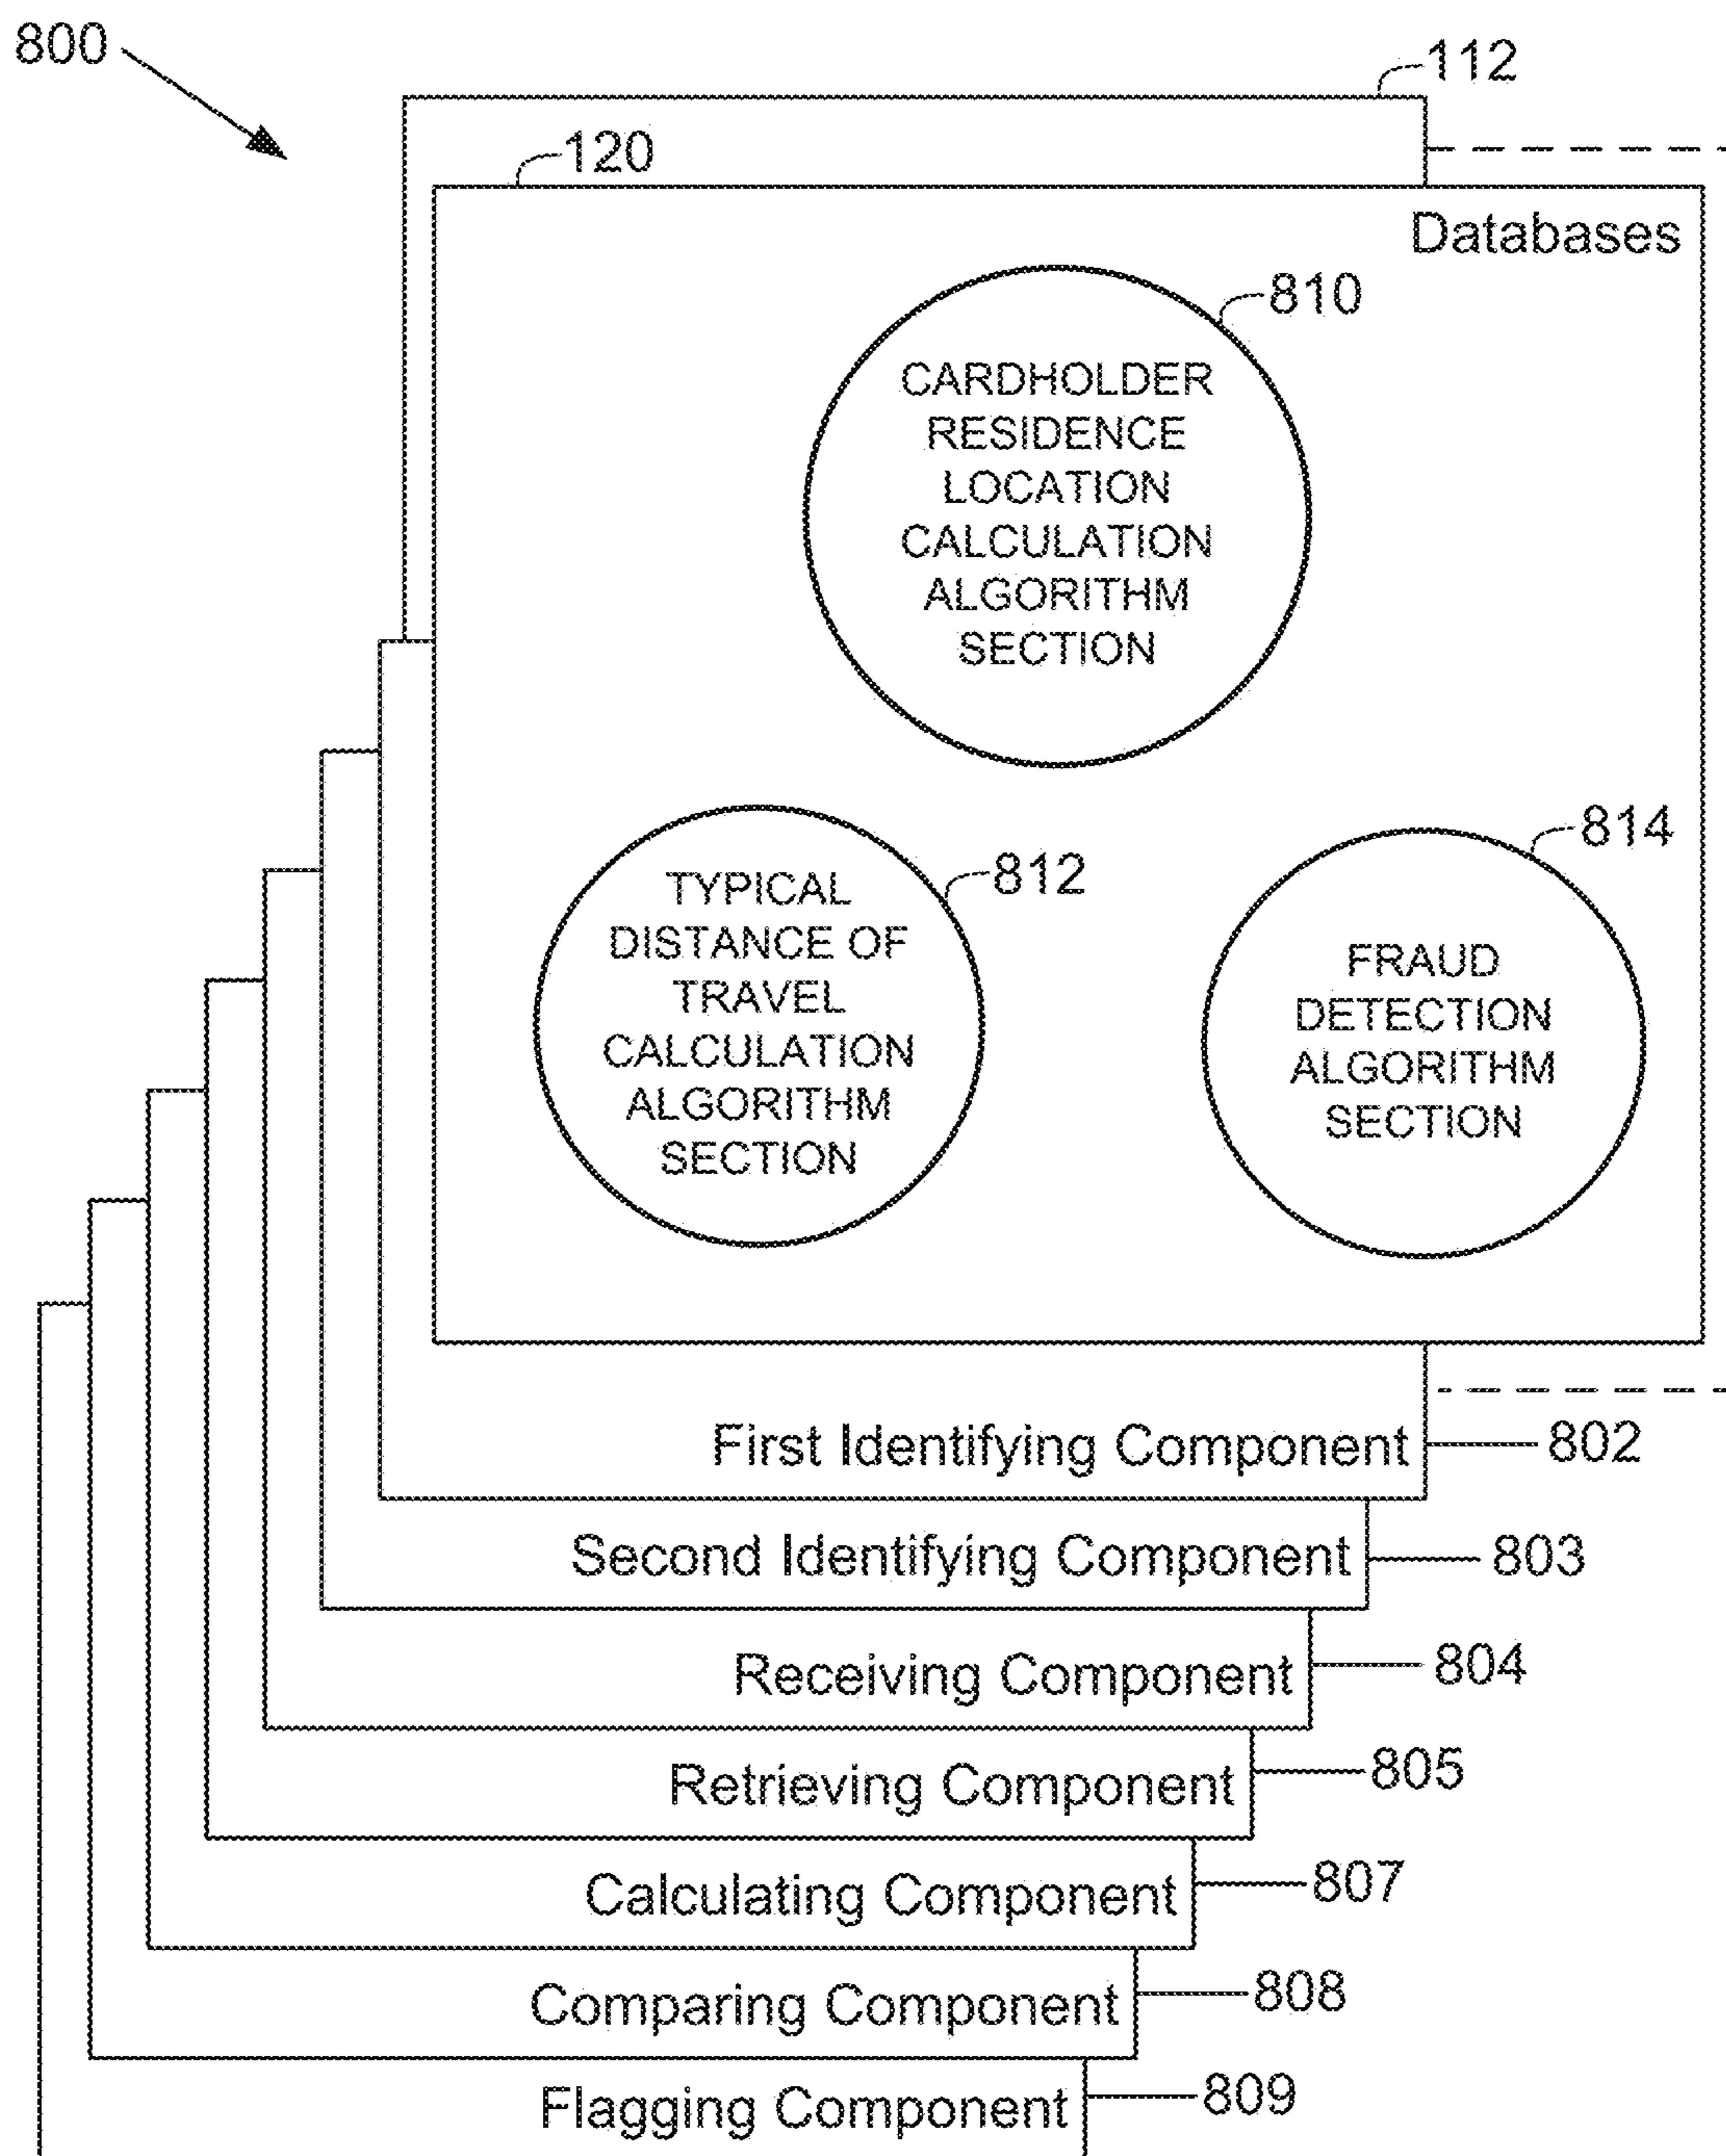 800
112
120
Databases
810
CARDHOLDER
RESIDENCE
LOCATION
CALCULATION
ALGORITHM
SECTION
812
TYPICAL
DISTANCE OF
TRAVEL
CALCULATION
ALGORITHM
SECTION
814
FRAUD
DETECTION
ALGORITHM
SECTION
First Identifying Component 802
Second Identifying Component 803
Receiving Component 804
Retrieving Component 805
Calculating Component 807
Comparing Component 808
Flagging Component 809